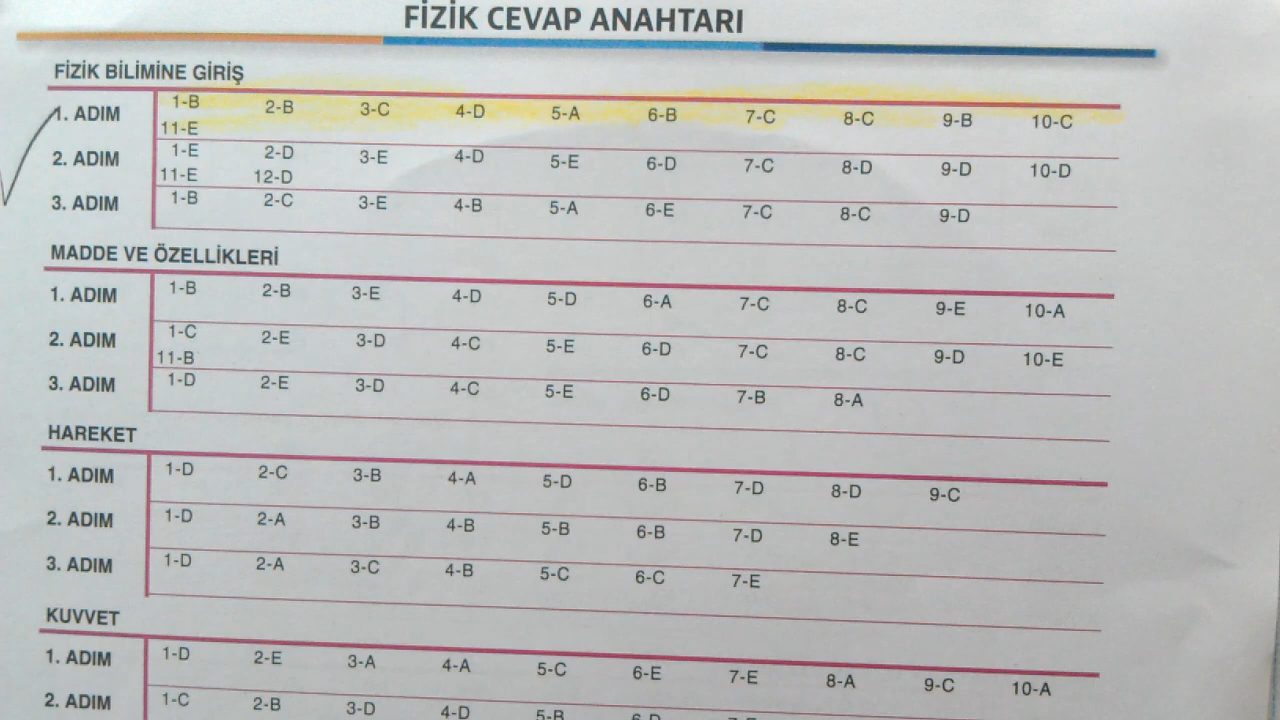 FİZİK CEVAP ANAHTARI
FİZİK BİLİMİNE GİRİŞ
1. ADIM 1-B 2-B 3-C 4-D 5-A 6-B 7-C 8-C 9-B 10-C
11-E
2. ADIM 1-E 2-D 3-E 4-D 5-E 6-D 7-C 8-D 9-D 10-D
11-E 12-D
3. ADIM 1-B 2-C 3-E 4-B 5-A 6-E 7-C 8-C 9-D
MADDE VE ÖZELLİKLERİ
1. ADIM 1-B 2-B 3-E 4-D 5-D 6-A 7-C 8-C 9-E 10-A
2. ADIM 1-C 2-E 3-D 4-C 5-E 6-D 7-C 8-C 9-D 10-E
11-B
3. ADIM 1-D 2-E 3-D 4-C 5-E 6-D 7-B 8-A
HAREKET
1. ADIM 1-D 2-C 3-B 4-A 5-D 6-B 7-D 8-D 9-C
2. ADIM 1-D 2-A 3-B 4-B 5-B 6-B 7-D 8-E
3. ADIM 1-D 2-A 3-C 4-B 5-C 6-C 7-E
KUVVET
1. ADIM 1-D 2-E 3-A 4-A 5-C 6-E 7-E 8-A 9-C 10-A
2. ADIM 1-C 2-B 3-D 4-D 5-B